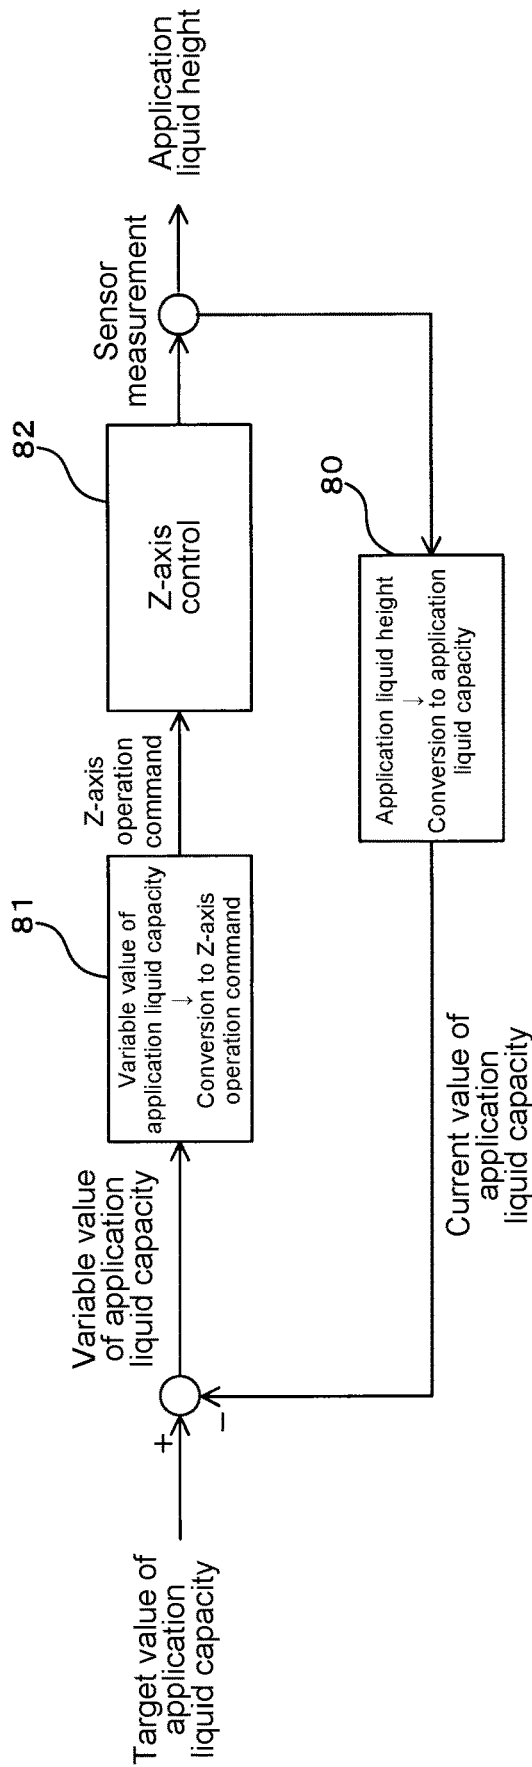 Target value of
application
liquid capacity
+
−
Variable value
of application
liquid capacity
81
Variable value of
application liquid capacity
↓
Conversion to Z-axis
operation command
Z-axis
operation
command
82
Z-axis
control
Sensor
measurement
Application
liquid height
80
Application liquid height
↓
Conversion to application
liquid capacity
Current value of
application
liquid capacity